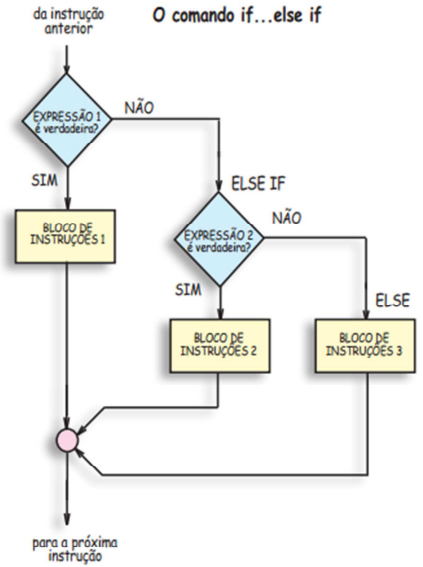 O comando if...else if
da instrução
anterior
EXPRESSÃO 1
é verdadeira?
NÃO
SIM
BLOCO DE
INSTRUÇÕES 1
ELSE IF
EXPRESSÃO 2
é verdadeira?
NÃO
SIM
BLOCO DE
INSTRUÇÕES 2
ELSE
BLOCO DE
INSTRUÇÕES 3
para a próxima
instrução